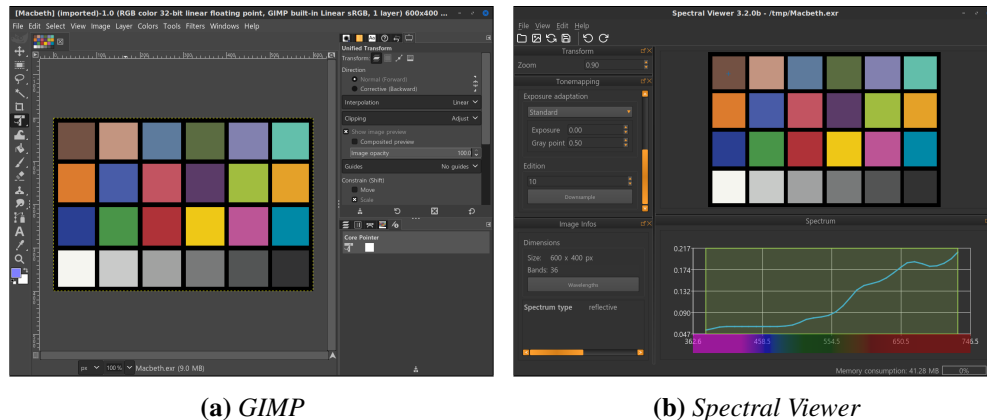 [Macbeth] (imported)-1.0 (RGB color 32-bit linear floating point, GIMP built-in Linear sRGB, 1 layer) 600x400 ...
File Edit Select View Image Layer Colors Tools Filters Windows Help
Unified Transform
Transform:
Direction
Normal (Forward)
Corrective (Backward)
Interpolation Linear
Clipping Adjust
Show image preview
Composited preview
Image opacity 100.0
Guides No guides
Constrain (Shift)
Move
Scale
Core Pointer
px 100% Macbeth.exr (9.0 MB)
(a) GIMP
Spectral Viewer 3.2.0b - /tmp/Macbeth.exr
File View Edit Help
Transform
Zoom 0.90
Tonemapping
Exposure adaptation
Standard
Exposure 0.00
Gray point 0.50
Edition
10
Downsample
Image Infos
Dimensions
Size: 600 x 400 px
Bands: 36
Wavelengths
Spectrum type reflective
Spectrum
0.217
0.174
0.132
0.090
0.047
362.6 458.5 554.5 650.5 746.5
Memory consumption: 41.28 MB 0%
(b) Spectral Viewer